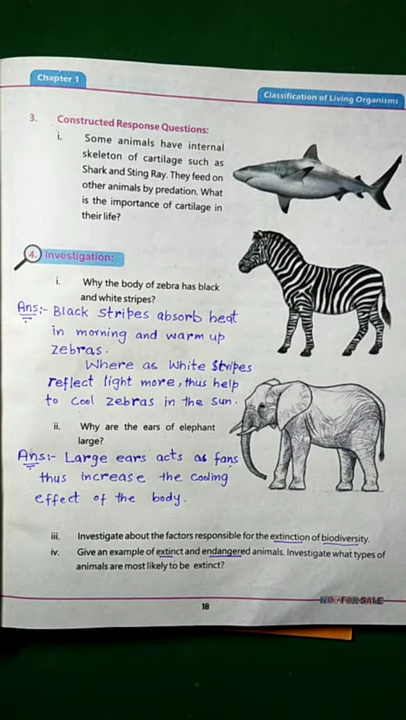 Chapter 1
Classification of Living Organisms
3. Constructed Response Questions:
i. Some animals have internal
skeleton of cartilage such as
Shark and Sting Ray. They feed on
other animals by predation. What
is the importance of cartilage in
their life?
4. Investigation:
i. Why the body of zebra has black
and white stripes?
Ans:- Black Stripes absorb heat
in morning and warm up
zebras.
Where as White Stripes
reflect light more, thus help
to cool zebras in the sun.
ii. Why are the ears of elephant
large?
Ans:- Large ears acts as fans
thus increase the cooling
effect of the body.
iii. Investigate about the factors responsible for the extinction of biodiversity.
iv. Give an example of extinct and endangered animals. Investigate what types of
animals are most likely to be extinct?
18
NOT FOR SALE